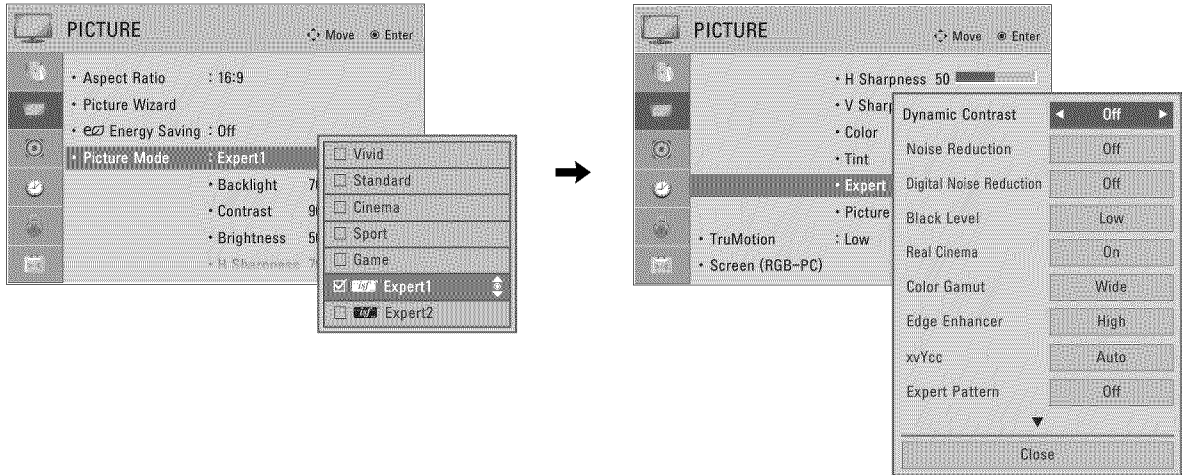 PICTURE
Move Enter
• Aspect Ratio : 16:9
• Picture Wizard
• Energy Saving : Off
• Picture Mode : Expert1
• Backlight 70
• Contrast
• Brightness
• H Sharpness
☐ Vivid
☐ Standard
☐ Cinema
☐ Sport
☐ Game
☑ Expert1
☐ Expert2
PICTURE
Move Enter
• H Sharpness 50
• V Sharp
• Color
• Tint
• Expert
• Picture
• TruMotion : Low
• Screen (RGB-PC)
Dynamic Contrast ◄ Off ►
Noise Reduction Off
Digital Noise Reduction Off
Black Level Low
Real Cinema On
Color Gamut Wide
Edge Enhancer High
xvYcc Auto
Expert Pattern Off
▼
Close